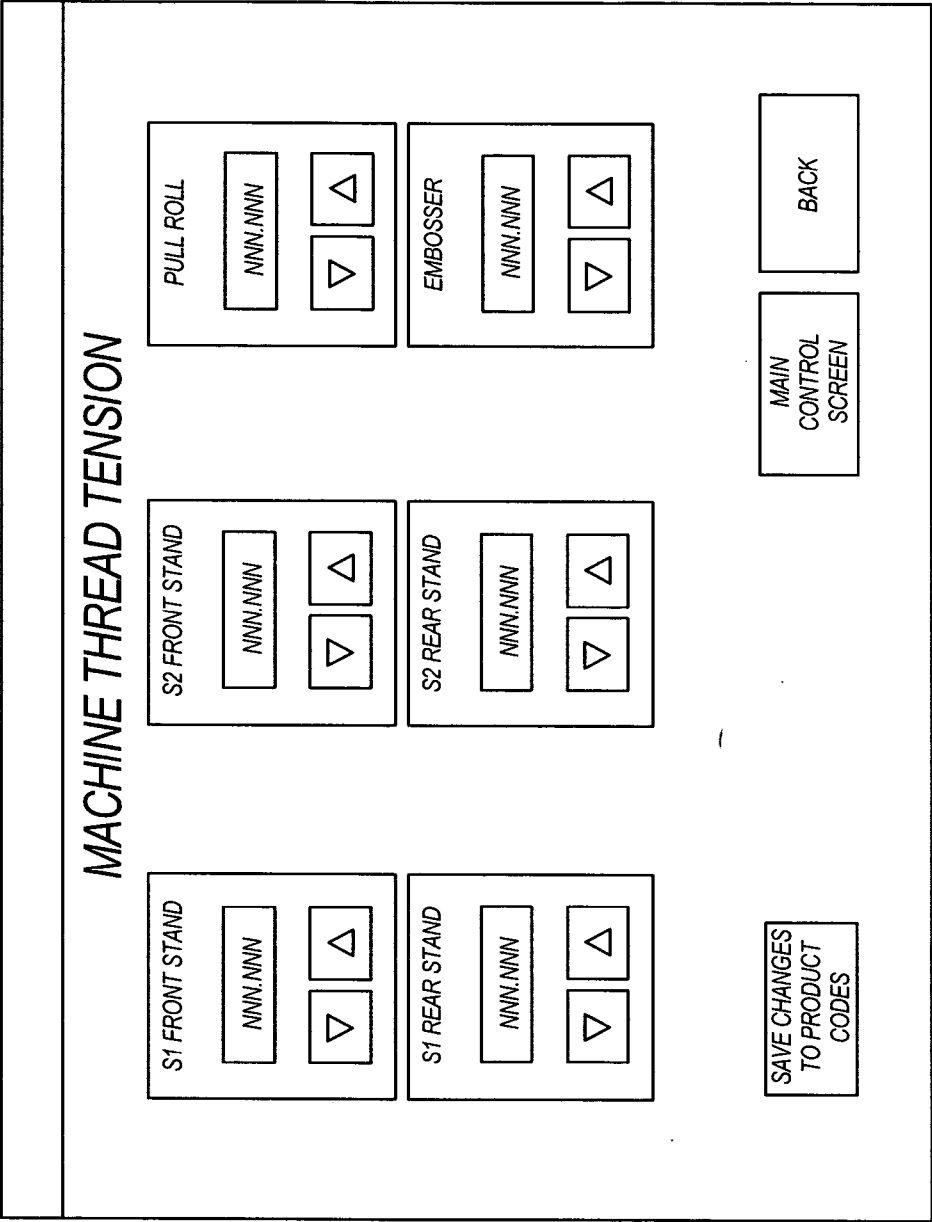 MACHINE THREAD TENSION
S1 FRONT STAND
NNN.NNN
S2 FRONT STAND
NNN.NNN
PULL ROLL
NNN.NNN
S1 REAR STAND
NNN.NNN
S2 REAR STAND
NNN.NNN
EMBOSSER
NNN.NNN
SAVE CHANGES
TO PRODUCT
CODES
MAIN
CONTROL
SCREEN
BACK